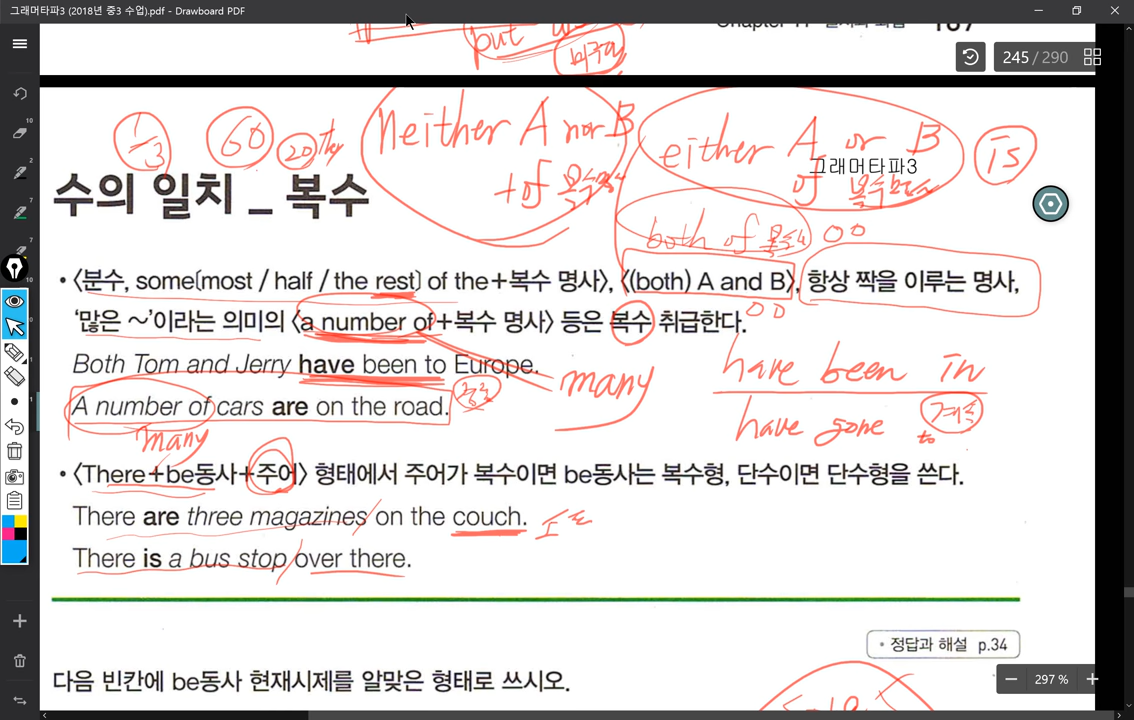 그래머타파3 (2018년 중3 수업).pdf - Drawboard PDF
but
245 / 290
1/3 60 20 They Neither A nor B either A or B is
그래머타파3
+of 복수명사 of 복수명사
수의 일치 _ 복수
both of 복수
• 〈분수, some(most / half / the rest) of the+복수 명사〉, 〈(both) A and B〉, 항상 짝을 이루는 명사,
‘많은 ~’이라는 의미의 〈a number of+복수 명사〉 등은 복수 취급한다.
Both Tom and Jerry have been to Europe.
many
have been in
A number of cars are on the road.
many
have gone to
계속
• 〈There+be동사+주어〉 형태에서 주어가 복수이면 be동사는 복수형, 단수이면 단수형을 쓴다.
There are three magazines / on the couch.
There is a bus stop / over there.
• 정답과 해설 p.34
297 %
다음 빈칸에 be동사 현재시제를 알맞은 형태로 쓰시오.